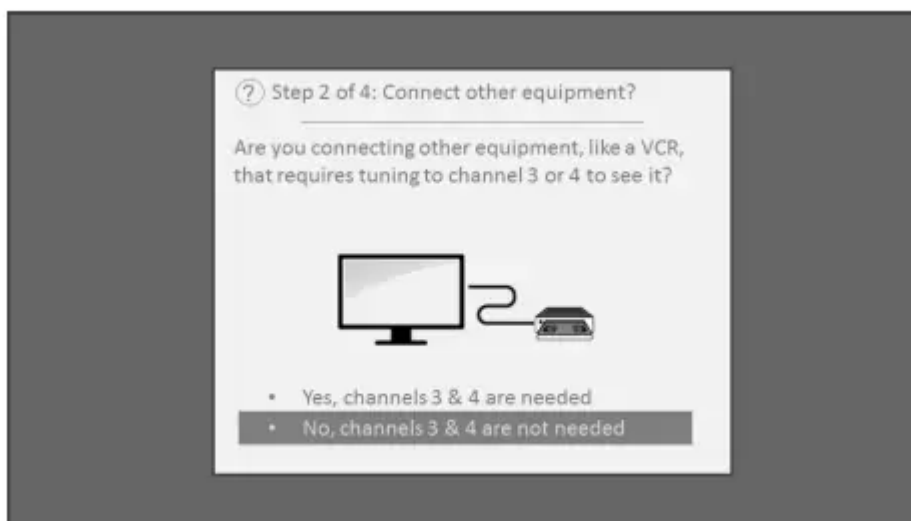 ? Step 2 of 4: Connect other equipment?
Are you connecting other equipment, like a VCR,
that requires tuning to channel 3 or 4 to see it?
• Yes, channels 3 & 4 are needed
• No, channels 3 & 4 are not needed